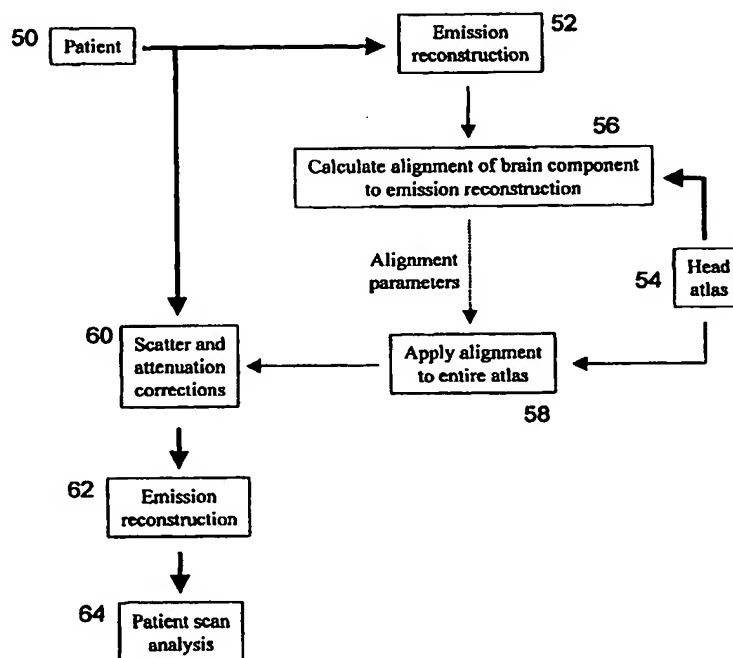 50
Patient
Emission
reconstruction
52
56
Calculate alignment of brain component
to emission reconstruction
Alignment
parameters
54
Head
atlas
60
Scatter and
attenuation
corrections
Apply alignment
to entire atlas
58
62
Emission
reconstruction
64
Patient scan
analysis